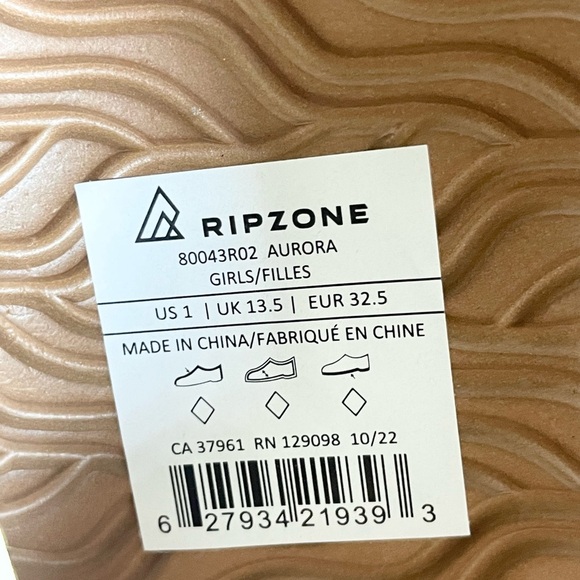 RIPZONE
80043R02 AURORA
GIRLS/FILLES
US 1 | UK 13.5 | EUR 32.5
MADE IN CHINA/FABRIQUÉ EN CHINE
CA 37961 RN 129098 10/22
6 27934 21939 3